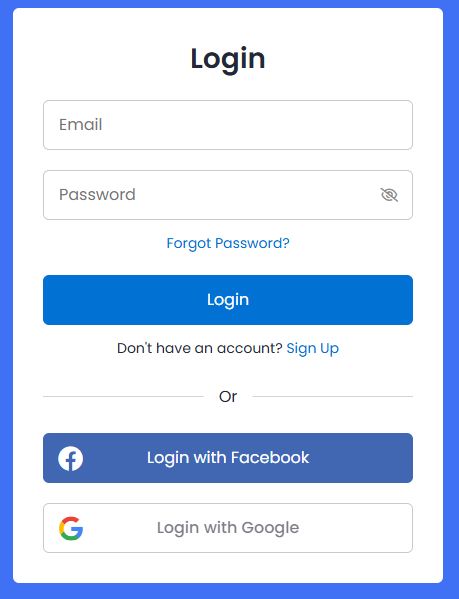 Login
Email
Password
Forgot Password?
Login
Don't have an account? Sign Up
Or
Login with Facebook
Login with Google